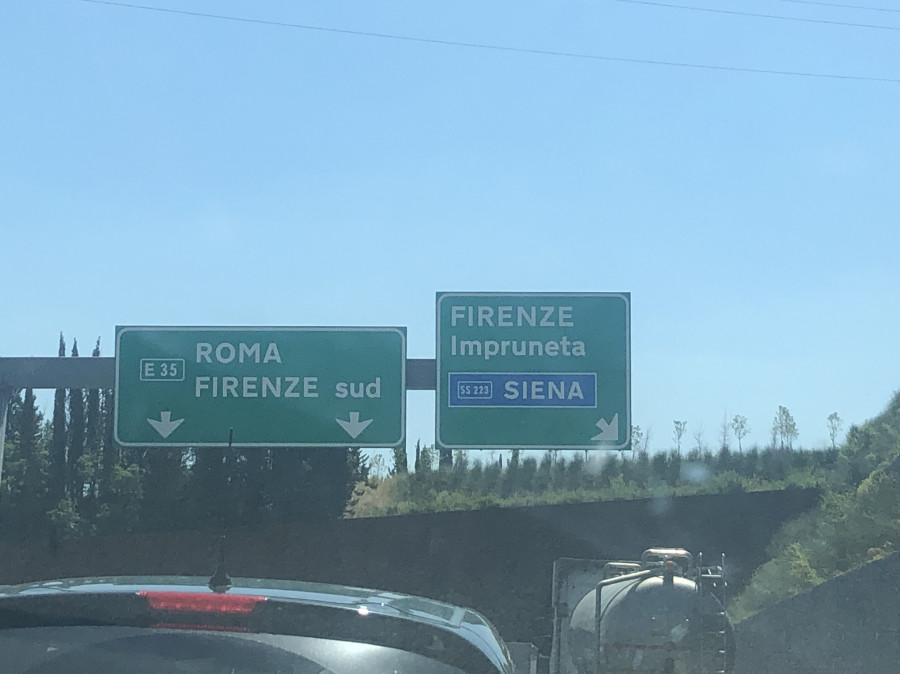 E 35
ROMA
FIRENZE sud
FIRENZE
Impruneta
SS 223 SIENA